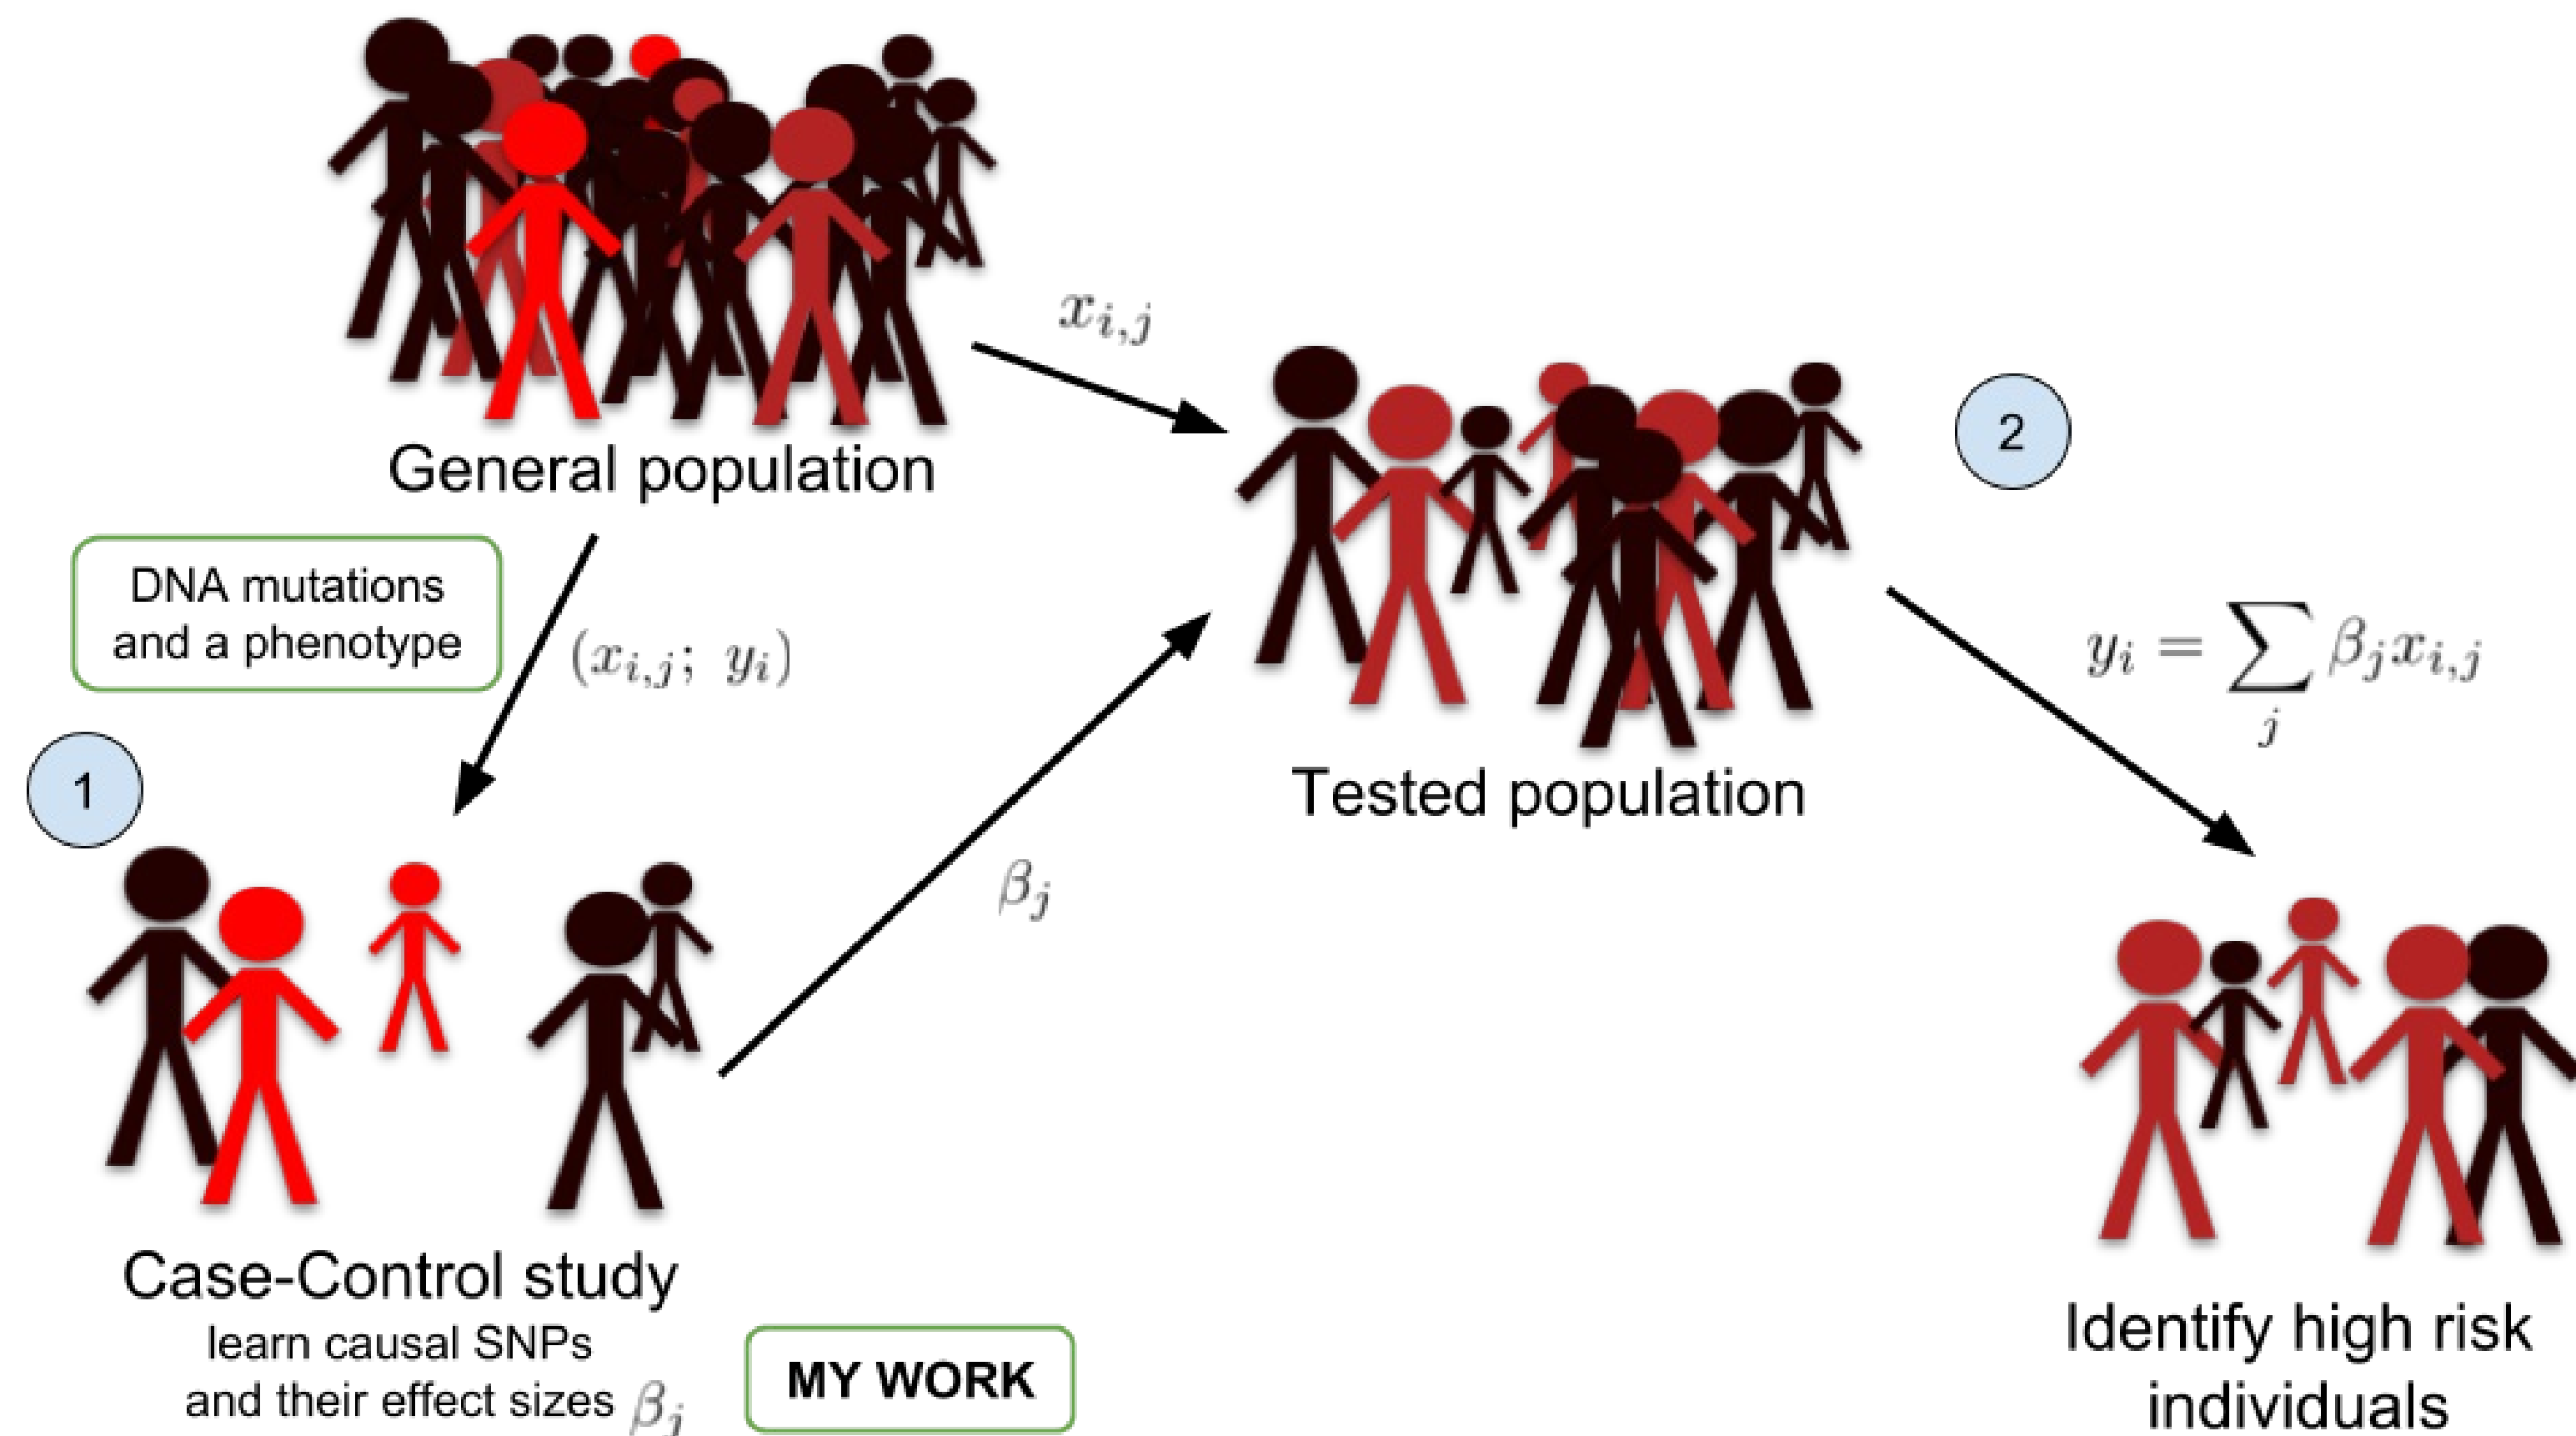 General population
x_{i,j}
2
DNA mutations
and a phenotype
(x_{i,j}; y_i)
y_i = \sum_j β_j x_{i,j}
1
Tested population
β_j
Case-Control study
learn causal SNPs
and their effect sizes β_j
MY WORK
Identify high risk
individuals